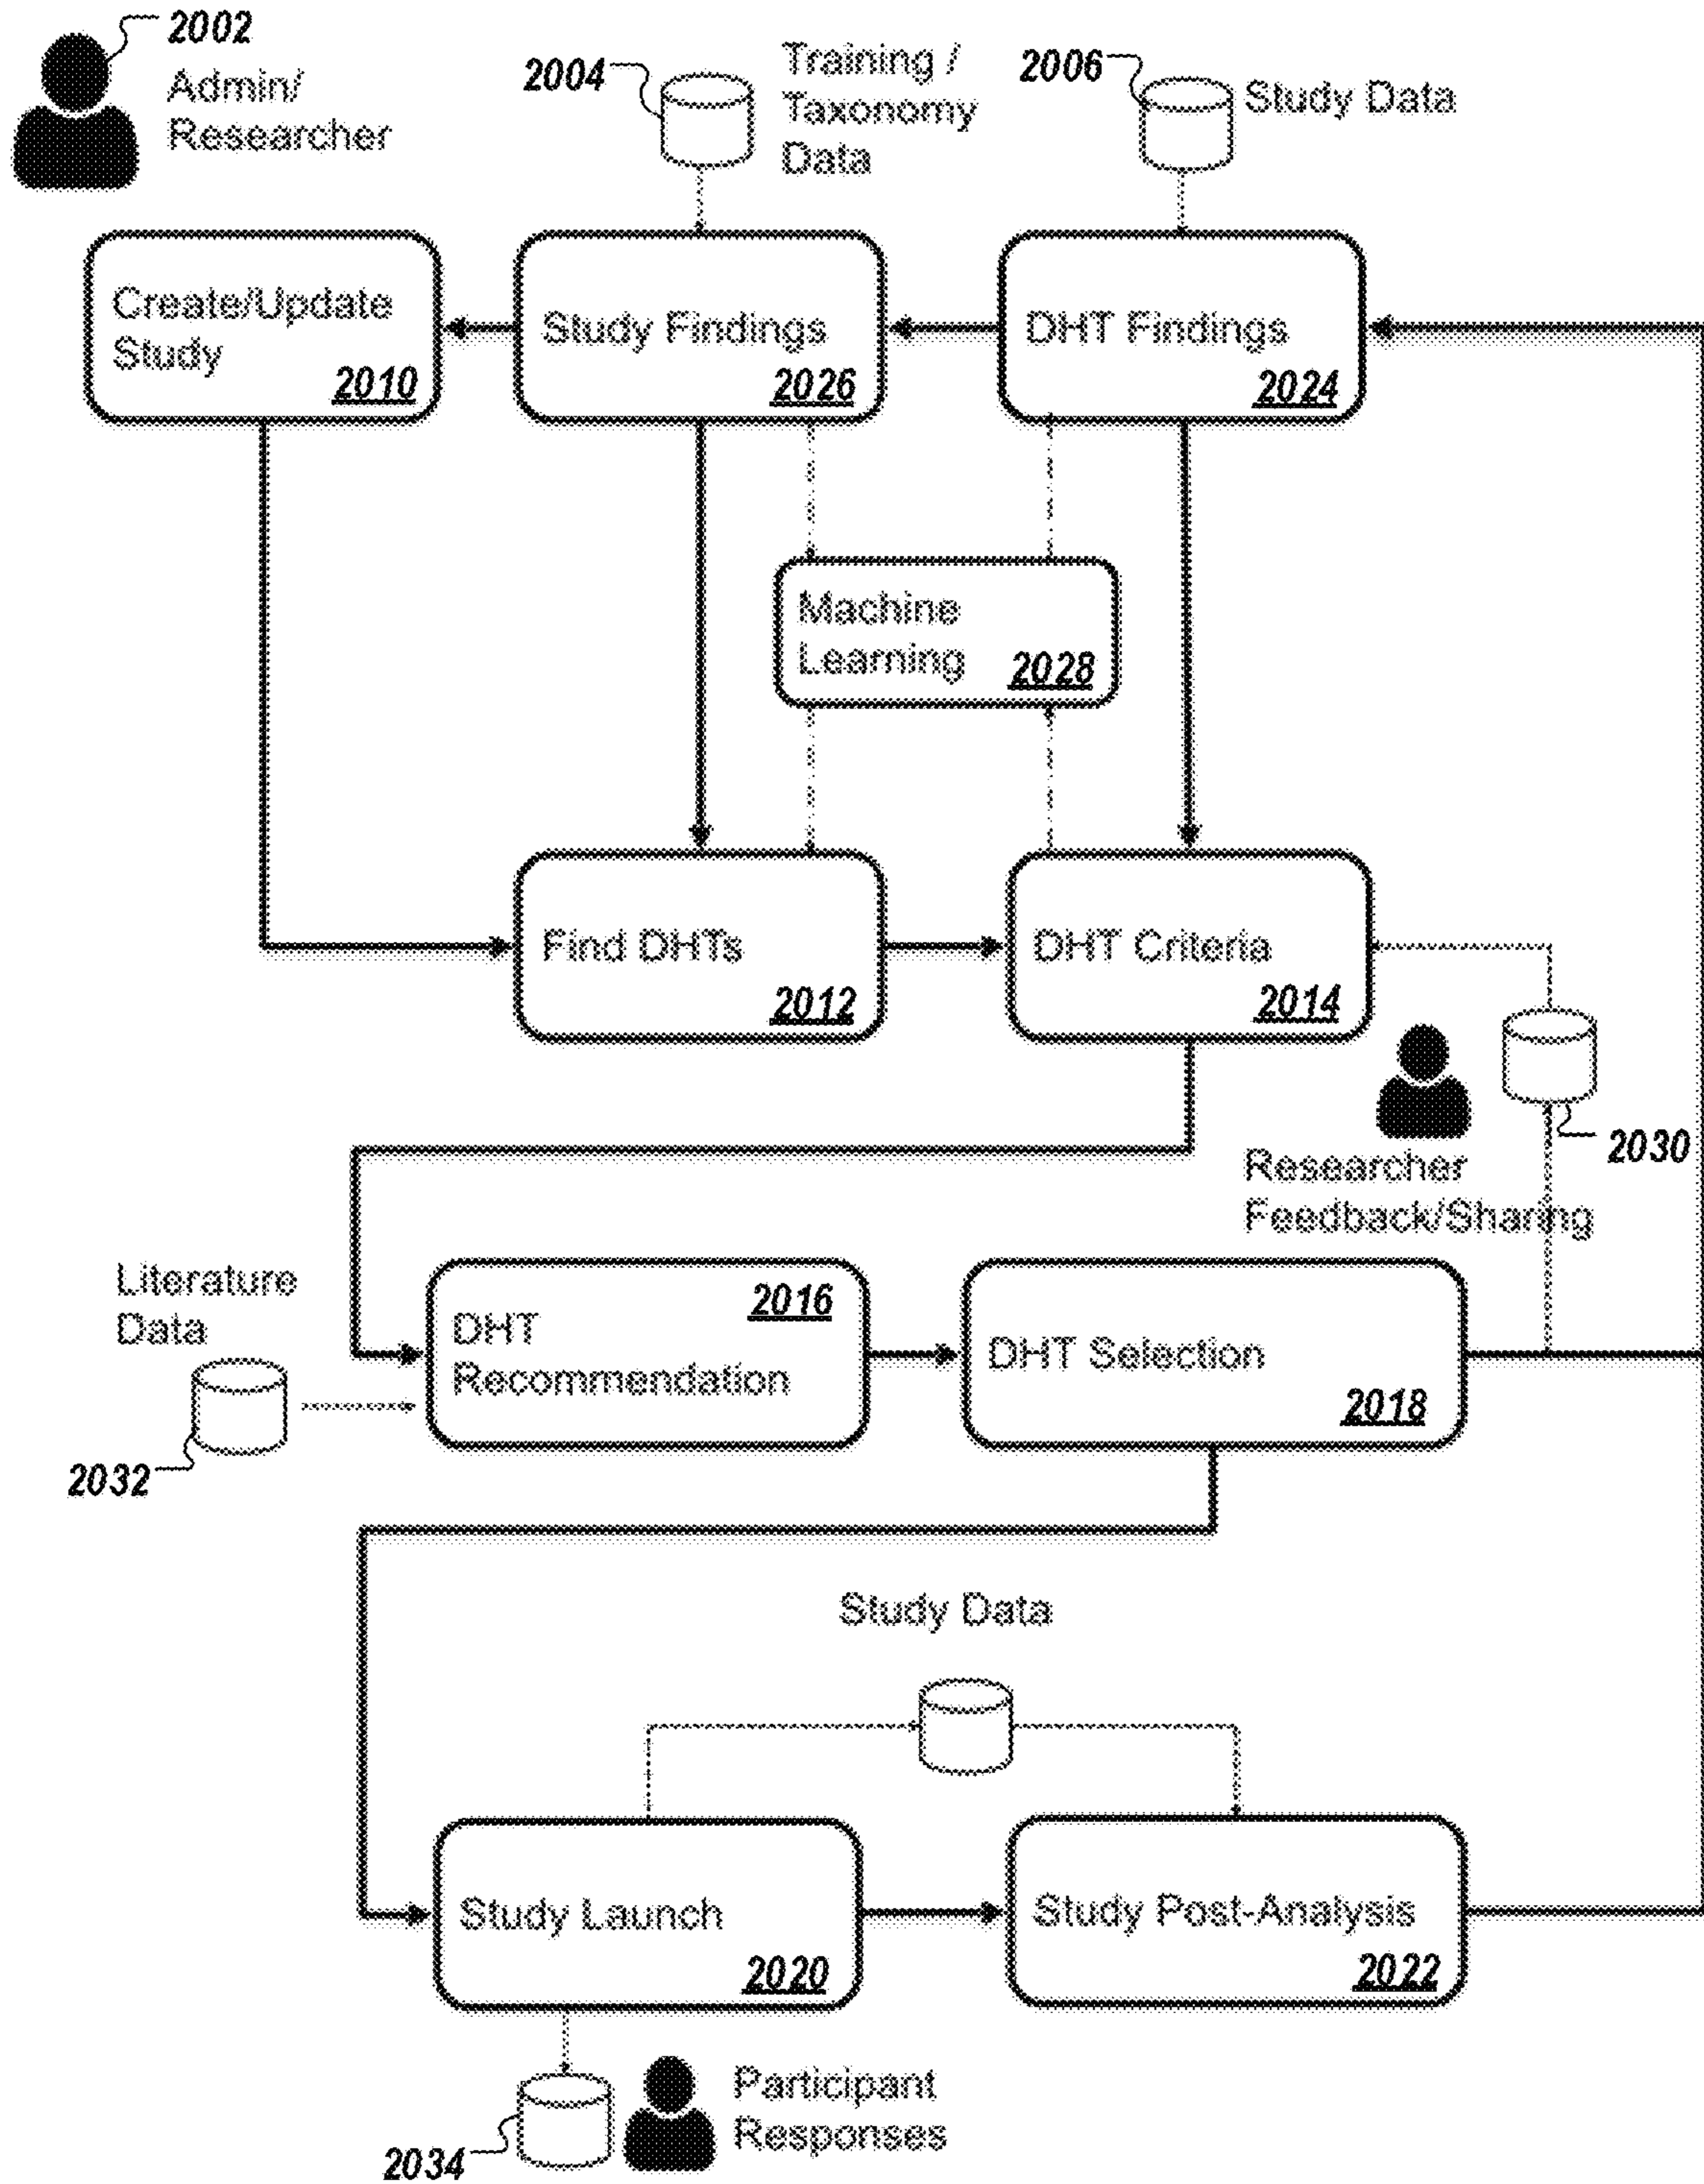 2002
Admin/
Researcher
2004
Training /
Taxonomy
Data
2006
Study Data
Create/Update
Study
2010
Study Findings
2026
DHT Findings
2024
Machine
Learning
2028
Find DHTs
2012
DHT Criteria
2014
2030
Researcher
Feedback/Sharing
Literature
Data
2032
2016
DHT
Recommendation
DHT Selection
2018
Study Data
Study Launch
2020
Study Post-Analysis
2022
2034
Participant
Responses